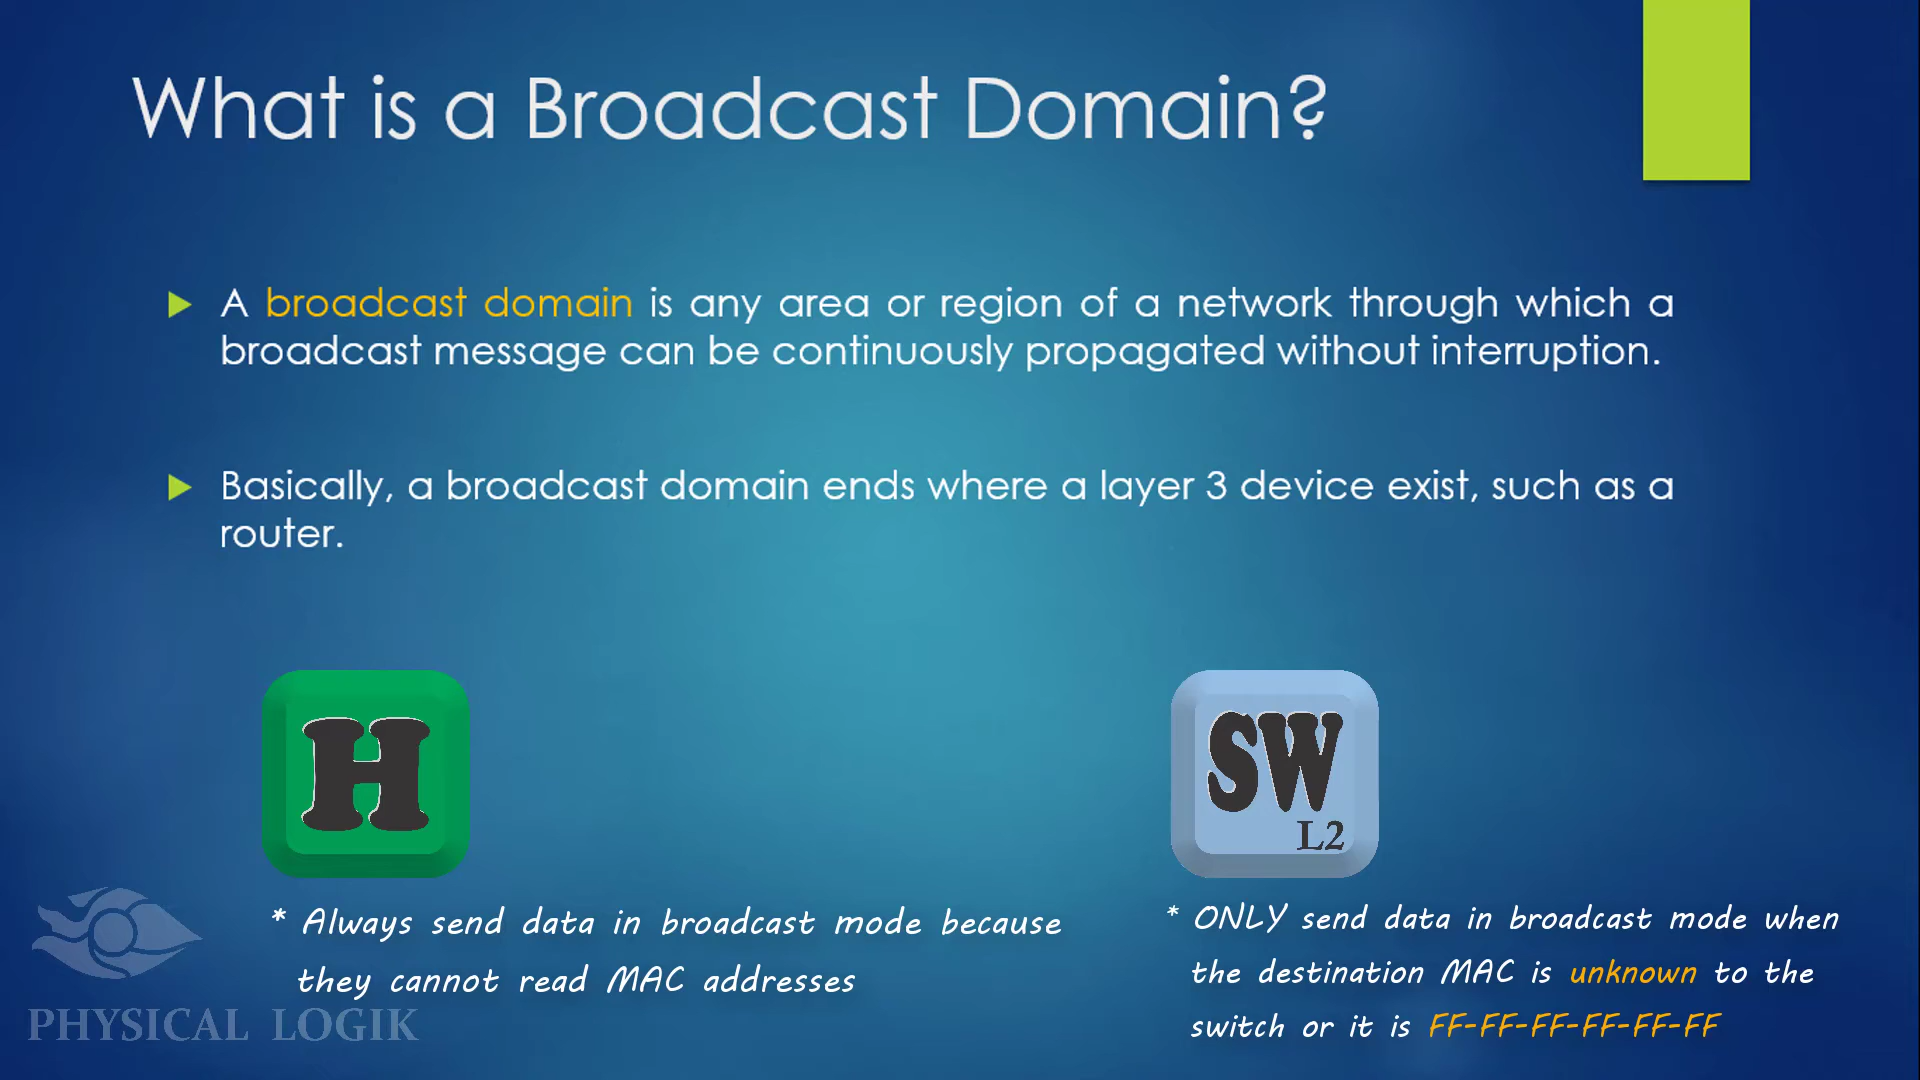 What is a Broadcast Domain?
A broadcast domain is any area or region of a network through which a
broadcast message can be continuously propagated without interruption.
Basically, a broadcast domain ends where a layer 3 device exist, such as a
router.
H
SW
L2
* Always send data in broadcast mode because
they cannot read MAC addresses
* ONLY send data in broadcast mode when
the destination MAC is unknown to the
switch or it is FF-FF-FF-FF-FF-FF
PHYSICAL LOGIK